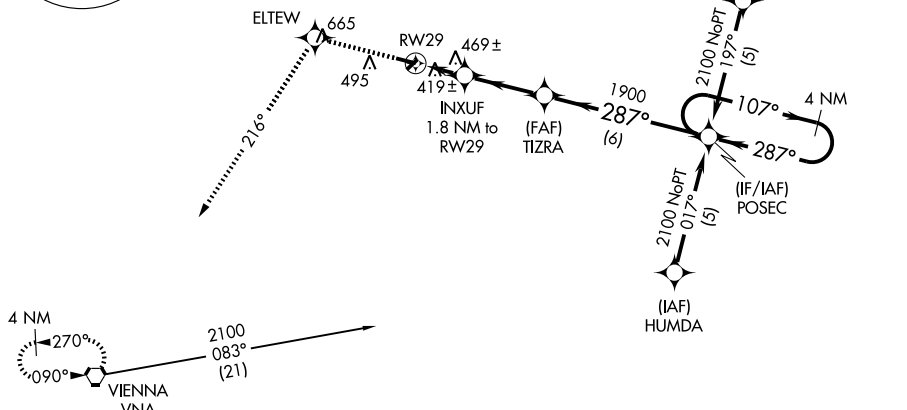 ELTEW
665
RW29
469±
495
419±
INXUF
1.8 NM to
RW29
(FAF)
TIZRA
1900
287°
(6)
2100 NoPT
197°
(5)
107°
4 NM
287°
(IF/IAF)
POSEC
216°
2100 NoPT
017°
(5)
(IAF)
HUMDA
4 NM
270°
090°
2100
083°
(21)
VIENNA
VNA